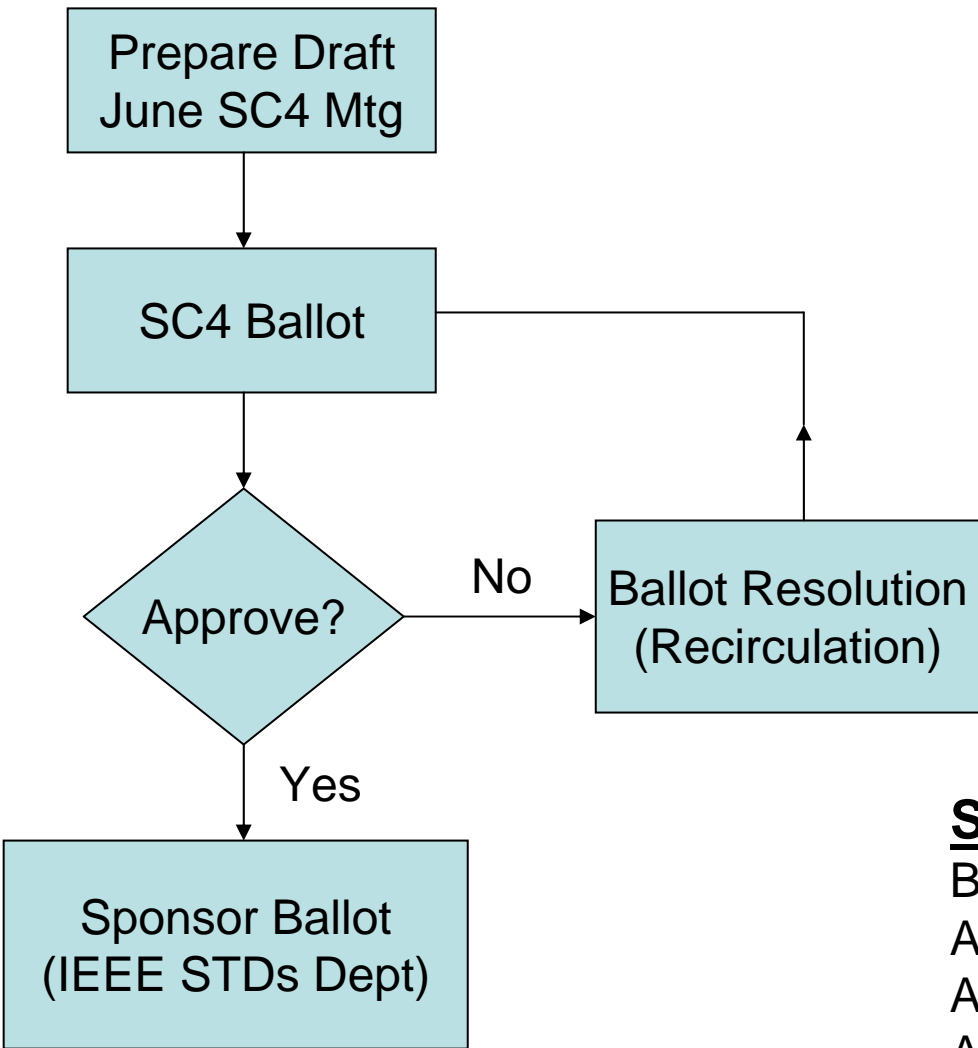 Prepare Draft
June SC4 Mtg
SC4 Ballot
Approve?
No
Ballot Resolution
(Recirculation)
Yes
Sponsor Ballot
(IEEE STDs Dept)